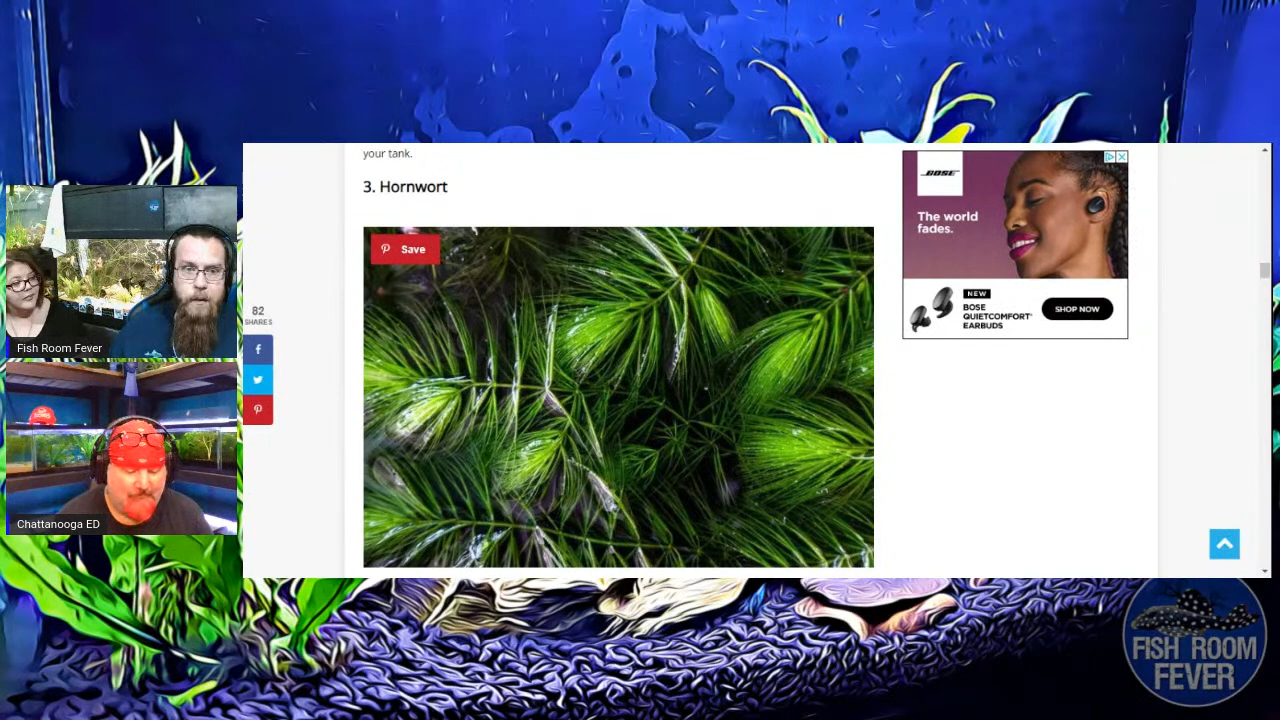 your tank.
3. Hornwort
Save
82
SHARES
BOSE
The world
fades.
NEW
BOSE
QUIETCOMFORT®
EARBUDS
SHOP NOW
Fish Room Fever
Chattanooga ED
FISH ROOM
FEVER